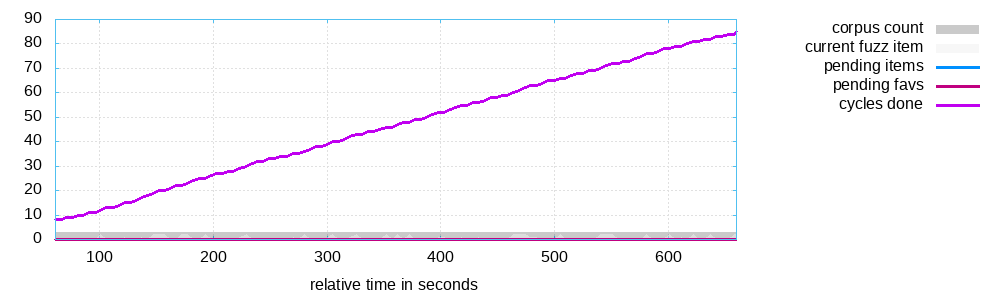 90
80
70
60
50
40
30
20
10
0
100 200 300 400 500 600
relative time in seconds
corpus count
current fuzz item
pending items
pending favs
cycles done